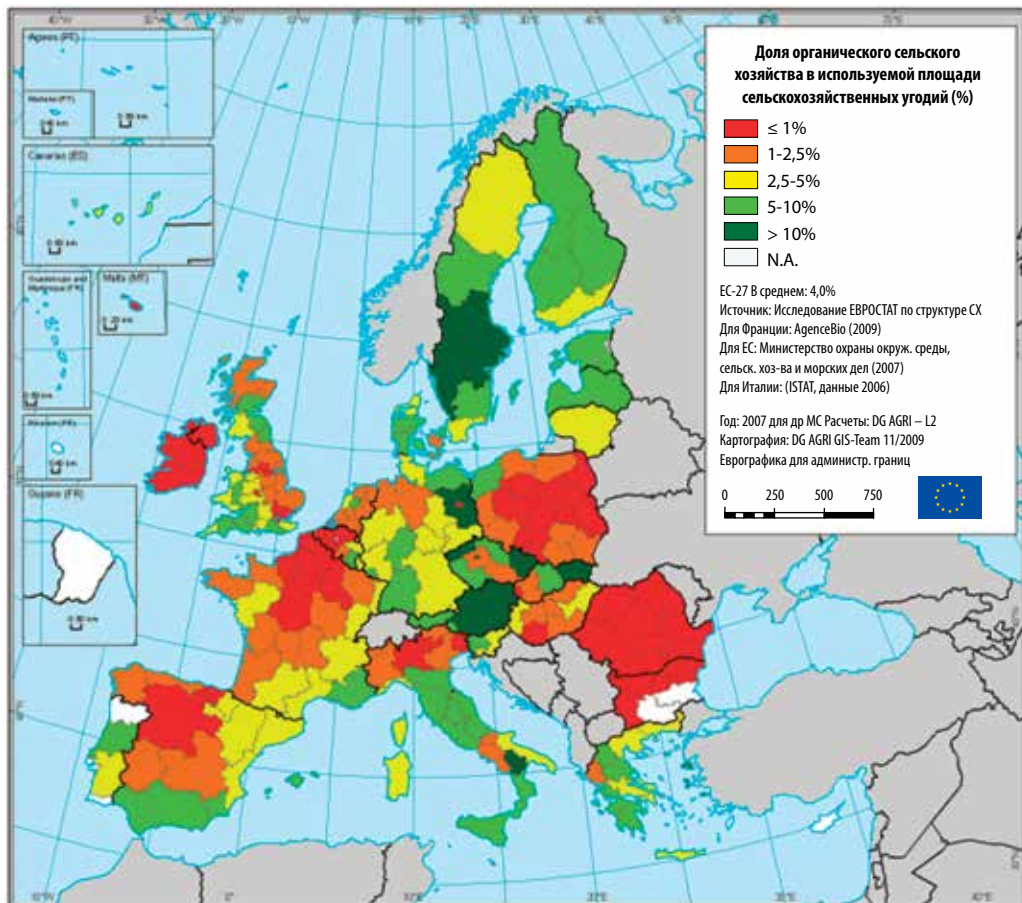 Доля органического сельского
хозяйства в используемой площади
сельскохозяйственных угодий (%)
≤ 1%
1-2,5%
2,5-5%
5-10%
> 10%
N.A.
ЕС-27 В среднем: 4,0%
Источник: Исследование ЕВРОСТАТ по структуре СХ
Для Франции: AgenceBio (2009)
Для ЕС: Министерство охраны окруж. среды,
сельск. хоз-ва и морских дел (2007)
Для Италии: (ISTAT, данные 2006)
Год: 2007 для др МС Расчеты: DG AGRI – L2
Картография: DG AGRI GIS-Team 11/2009
Еврографика для администр. границ
0 250 500 750
Canarias (ES)
Malta (MT)
Guyane (FR)